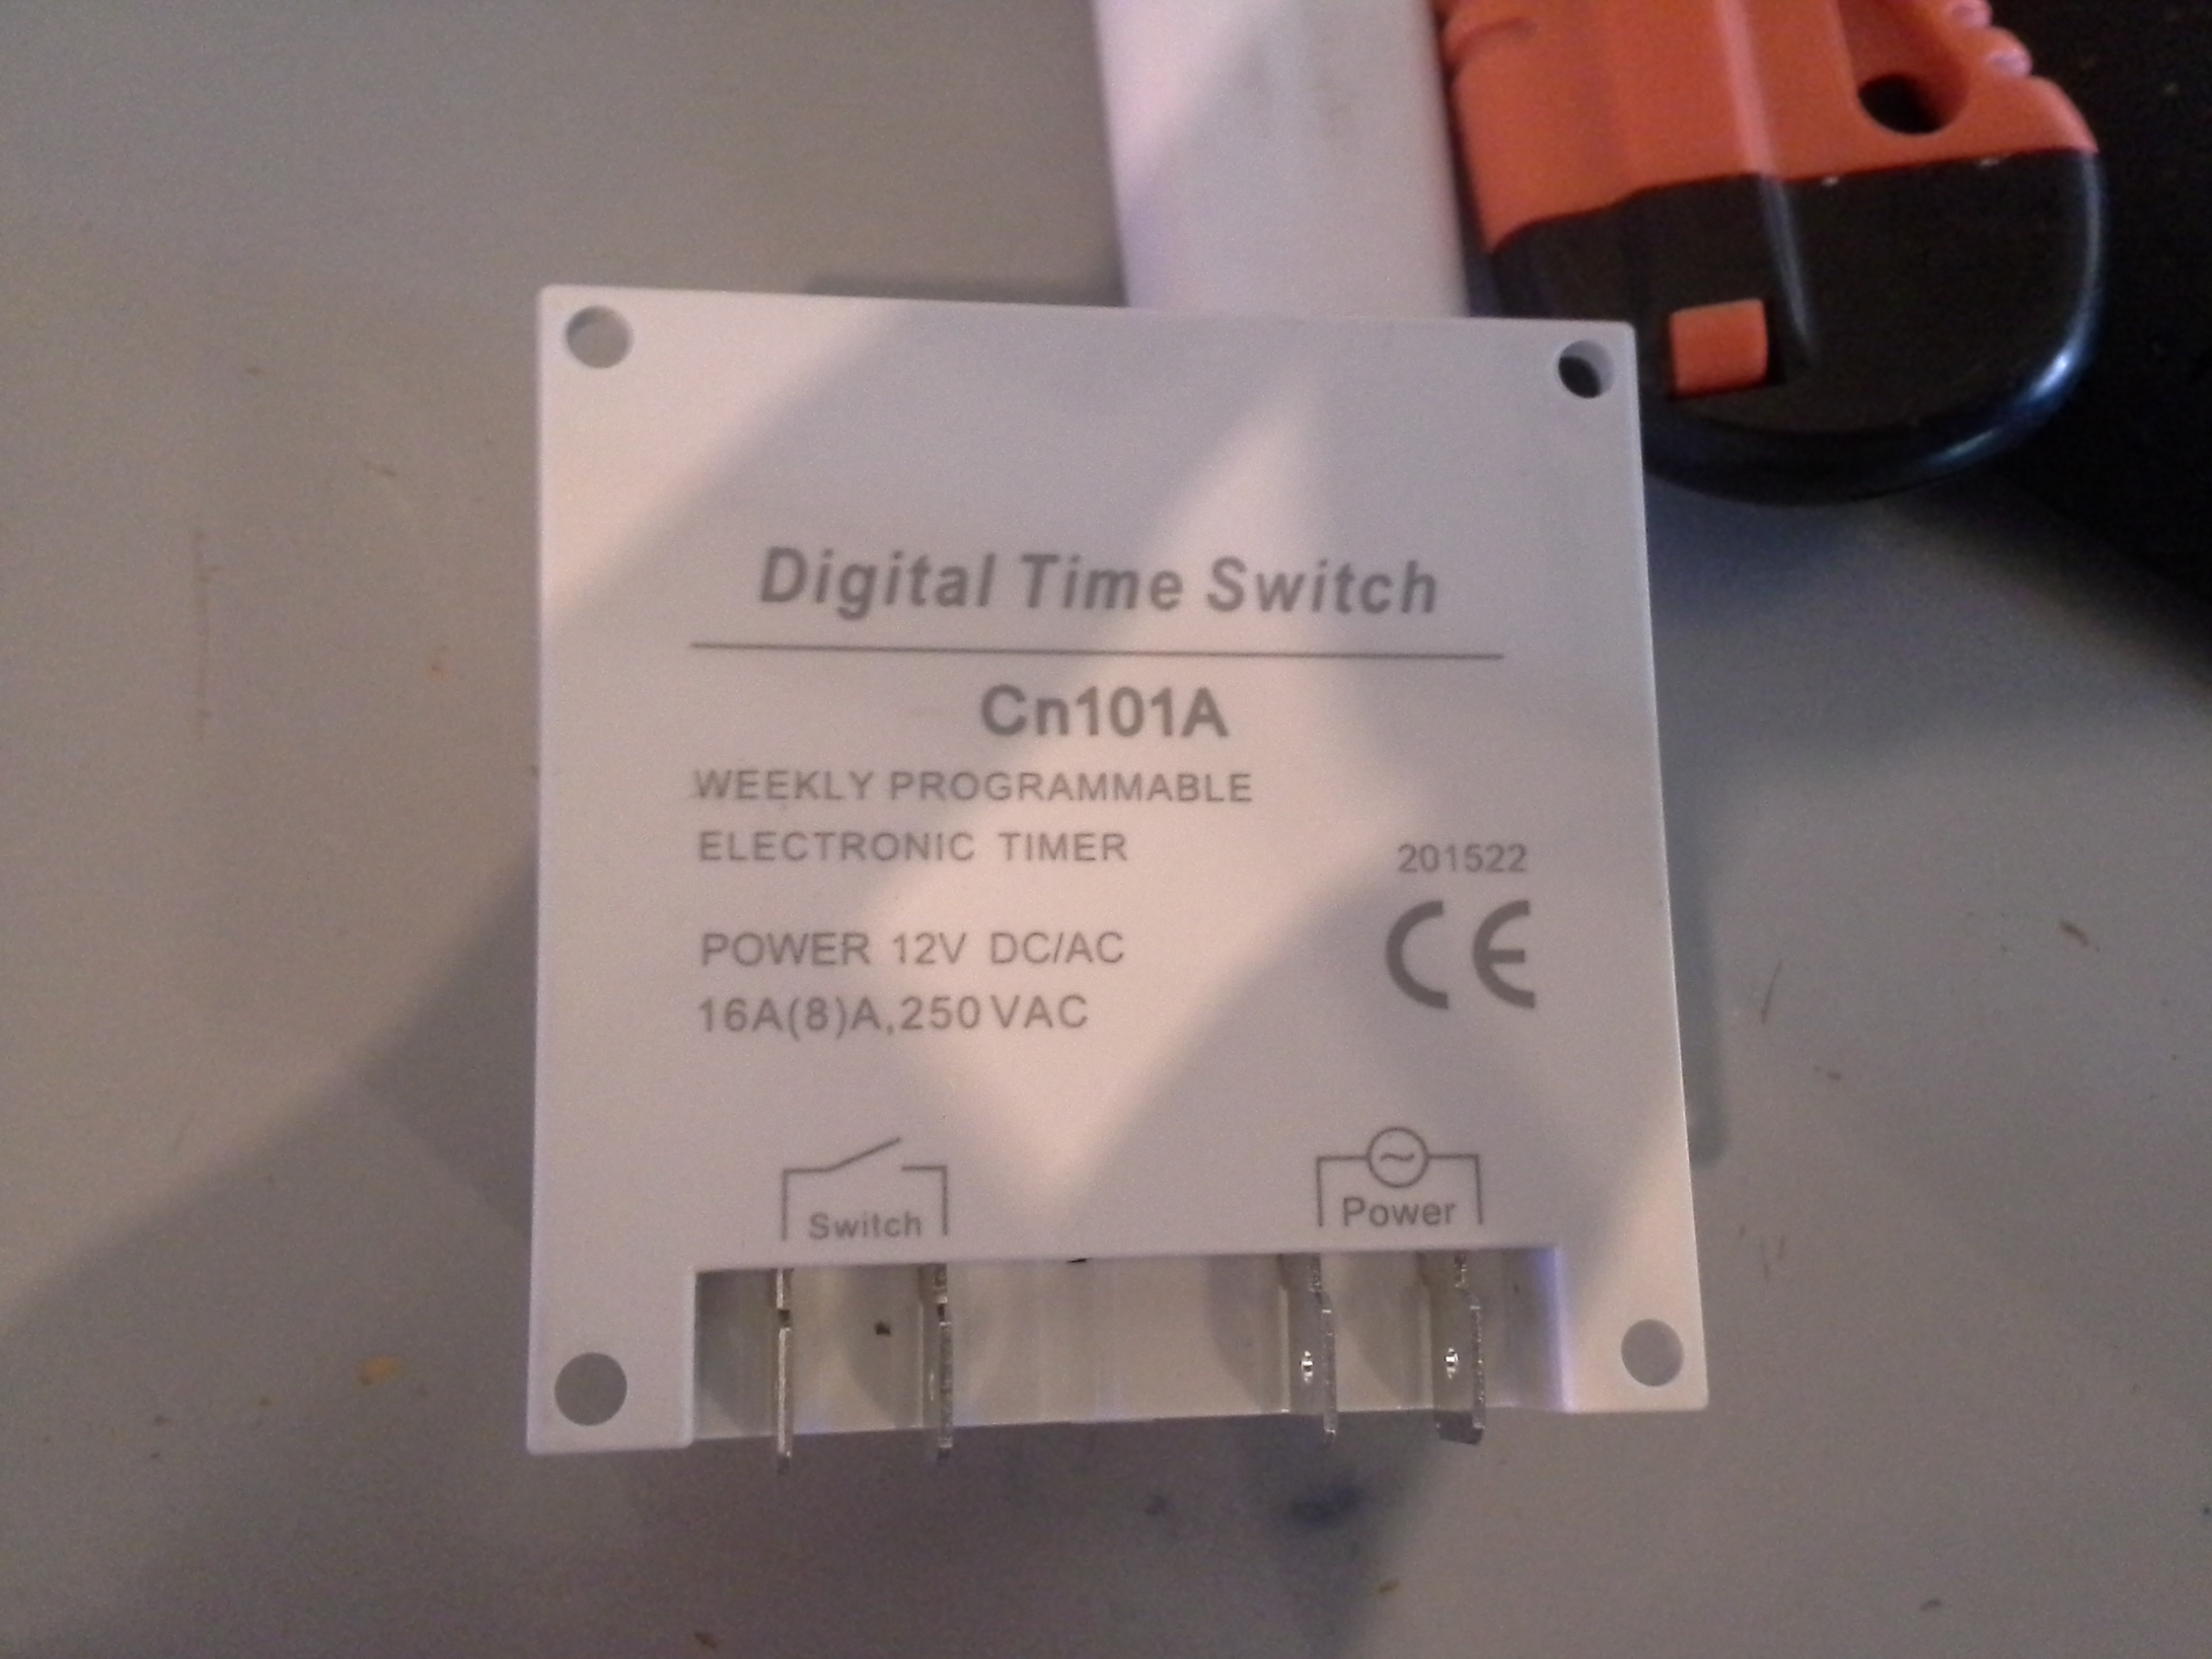 Digital Time Switch
Cn101A
WEEKLY PROGRAMMABLE
ELECTRONIC TIMER
201522
CE
POWER 12V DC/AC
16A(8)A,250VAC
Switch
Power